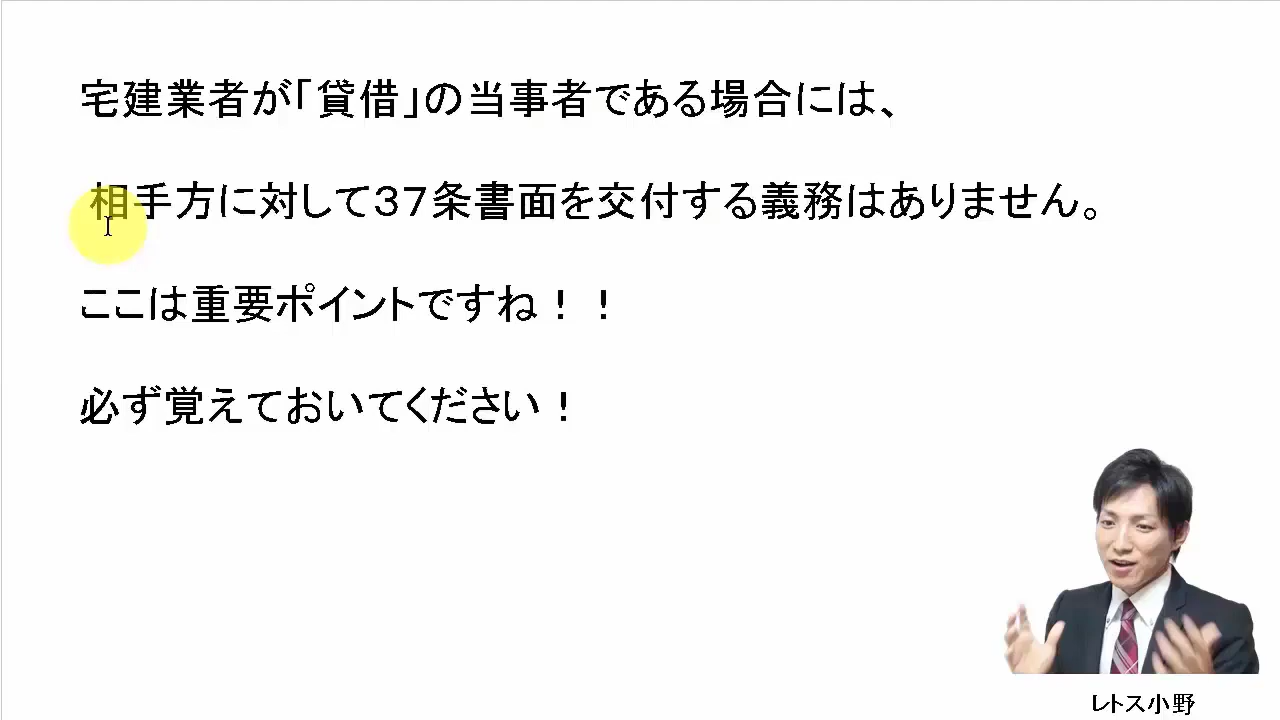 宅建業者が「貸借」の当事者である場合には、
相手方に対して３７条書面を交付する義務はありません。
ここは重要ポイントですね！！
必ず覚えておいてください！
レトス小野